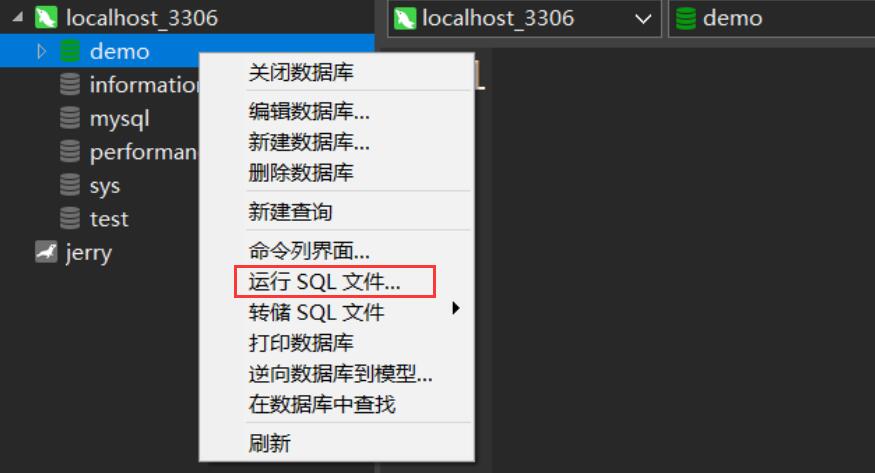 localhost_3306
localhost_3306
demo
demo
mysql
sys
test
jerry
关闭数据库
编辑数据库...
新建数据库...
删除数据库
新建查询
命令列界面...
运行 SQL 文件...
转储 SQL 文件
打印数据库
逆向数据库到模型...
在数据库中查找
刷新